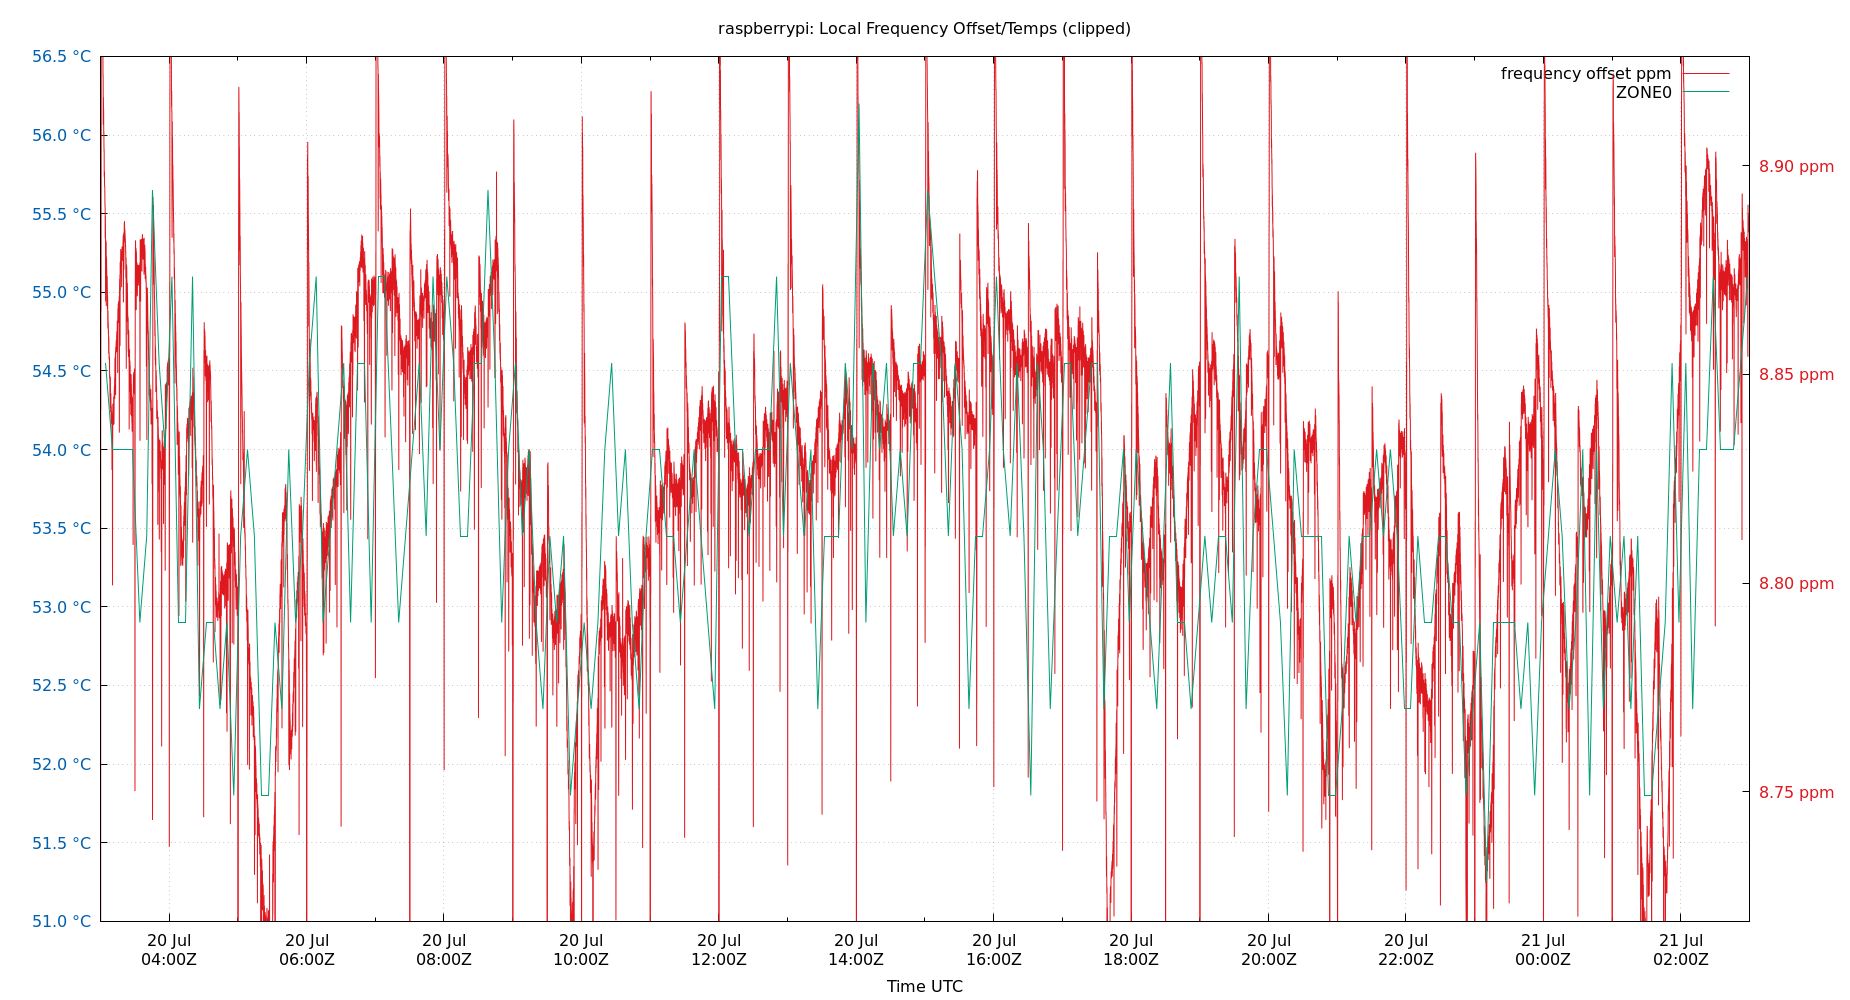 raspberrypi: Local Frequency Offset/Temps (clipped)
56.5 °C
56.0 °C
55.5 °C
55.0 °C
54.5 °C
54.0 °C
53.5 °C
53.0 °C
52.5 °C
52.0 °C
51.5 °C
51.0 °C
frequency offset ppm
ZONE0
8.90 ppm
8.85 ppm
8.80 ppm
8.75 ppm
20 Jul 20 Jul 20 Jul 20 Jul 20 Jul 20 Jul 20 Jul 20 Jul 20 Jul 20 Jul 21 Jul 21 Jul
04:00Z 06:00Z 08:00Z 10:00Z 12:00Z 14:00Z 16:00Z 18:00Z 20:00Z 22:00Z 00:00Z 02:00Z
Time UTC